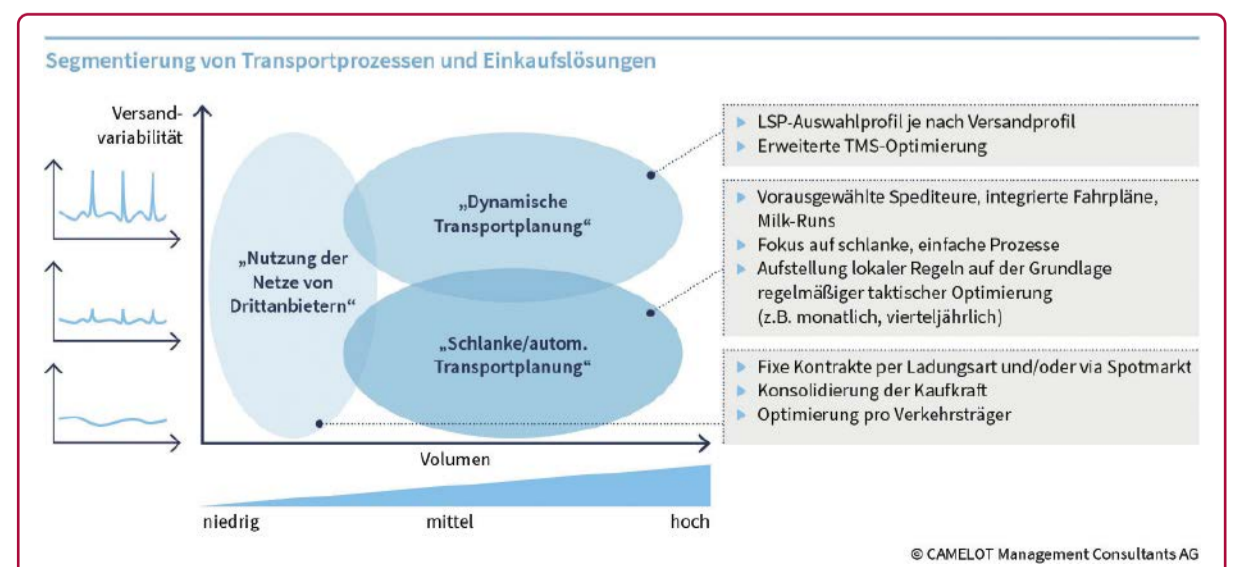 Segmentierung von Transportprozessen und Einkaufslösungen
Versand-
variabilität
„Nutzung der
Netze von
Drittanbietern“
„Dynamische
Transportplanung“
„Schlanke/autom.
Transportplanung“
LSP-Auswahlprofil je nach Versandprofil
Erweiterte TMS-Optimierung
Vorausgewählte Spediteure, integrierte Fahrpläne,
Milk-Runs
Fokus auf schlanke, einfache Prozesse
Aufstellung lokaler Regeln auf der Grundlage
regelmäßiger taktischer Optimierung
(z.B. monatlich, vierteljährlich)
Fixe Kontrakte per Ladungsart und/oder via Spotmarkt
Konsolidierung der Kaufkraft
Optimierung pro Verkehrsträger
Volumen
niedrig mittel hoch
© CAMELOT Management Consultants AG